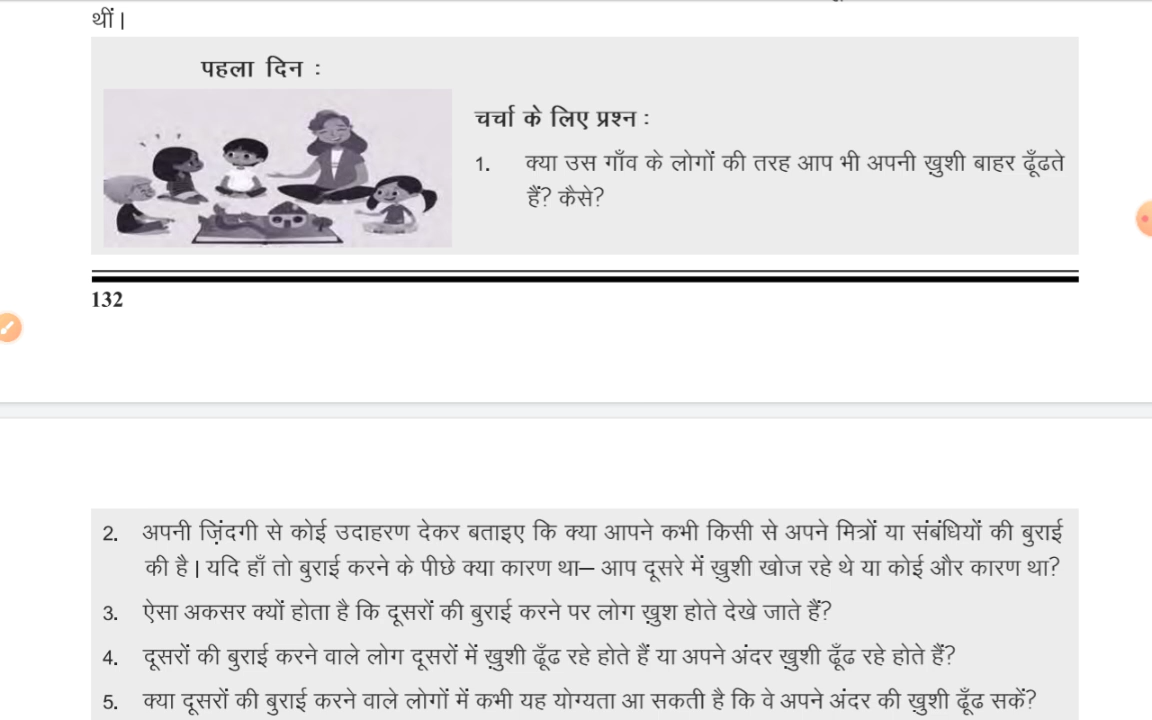 थीं।
पहला दिन :
चर्चा के लिए प्रश्न :
1. क्या उस गाँव के लोगों की तरह आप भी अपनी ख़ुशी बाहर ढूँढते
हैं? कैसे?
132
2. अपनी ज़िंदगी से कोई उदाहरण देकर बताइए कि क्या आपने कभी किसी से अपने मित्रों या संबंधियों की बुराई
की है। यदि हाँ तो बुराई करने के पीछे क्या कारण था– आप दूसरे में ख़ुशी खोज रहे थे या कोई और कारण था?
3. ऐसा अकसर क्यों होता है कि दूसरों की बुराई करने पर लोग ख़ुश होते देखे जाते हैं?
4. दूसरों की बुराई करने वाले लोग दूसरों में ख़ुशी ढूँढ रहे होते हैं या अपने अंदर ख़ुशी ढूँढ रहे होते हैं?
5. क्या दूसरों की बुराई करने वाले लोगों में कभी यह योग्यता आ सकती है कि वे अपने अंदर की ख़ुशी ढूँढ सकें?